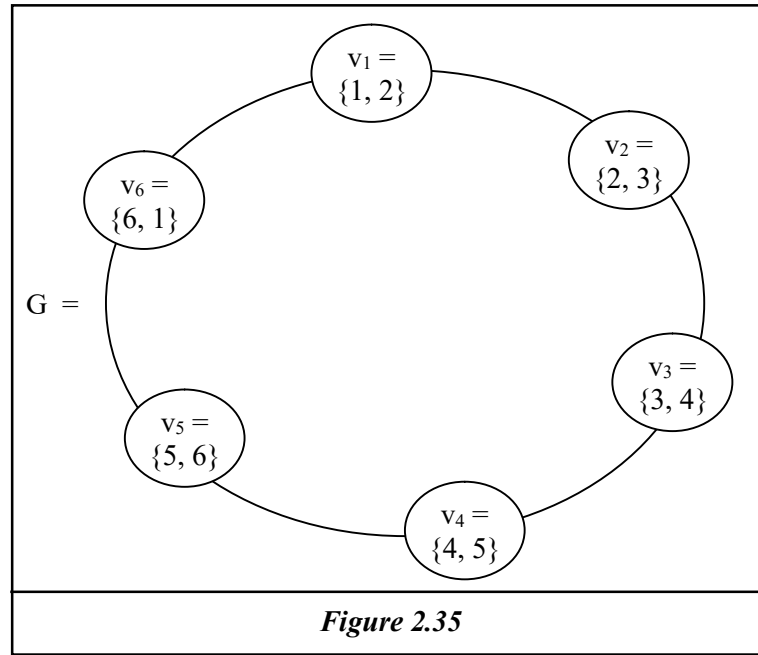 v₁ =
{1, 2}
v₂ =
{2, 3}
v₆ =
{6, 1}
G =
v₃ =
{3, 4}
v₅ =
{5, 6}
v₄ =
{4, 5}
Figure 2.35